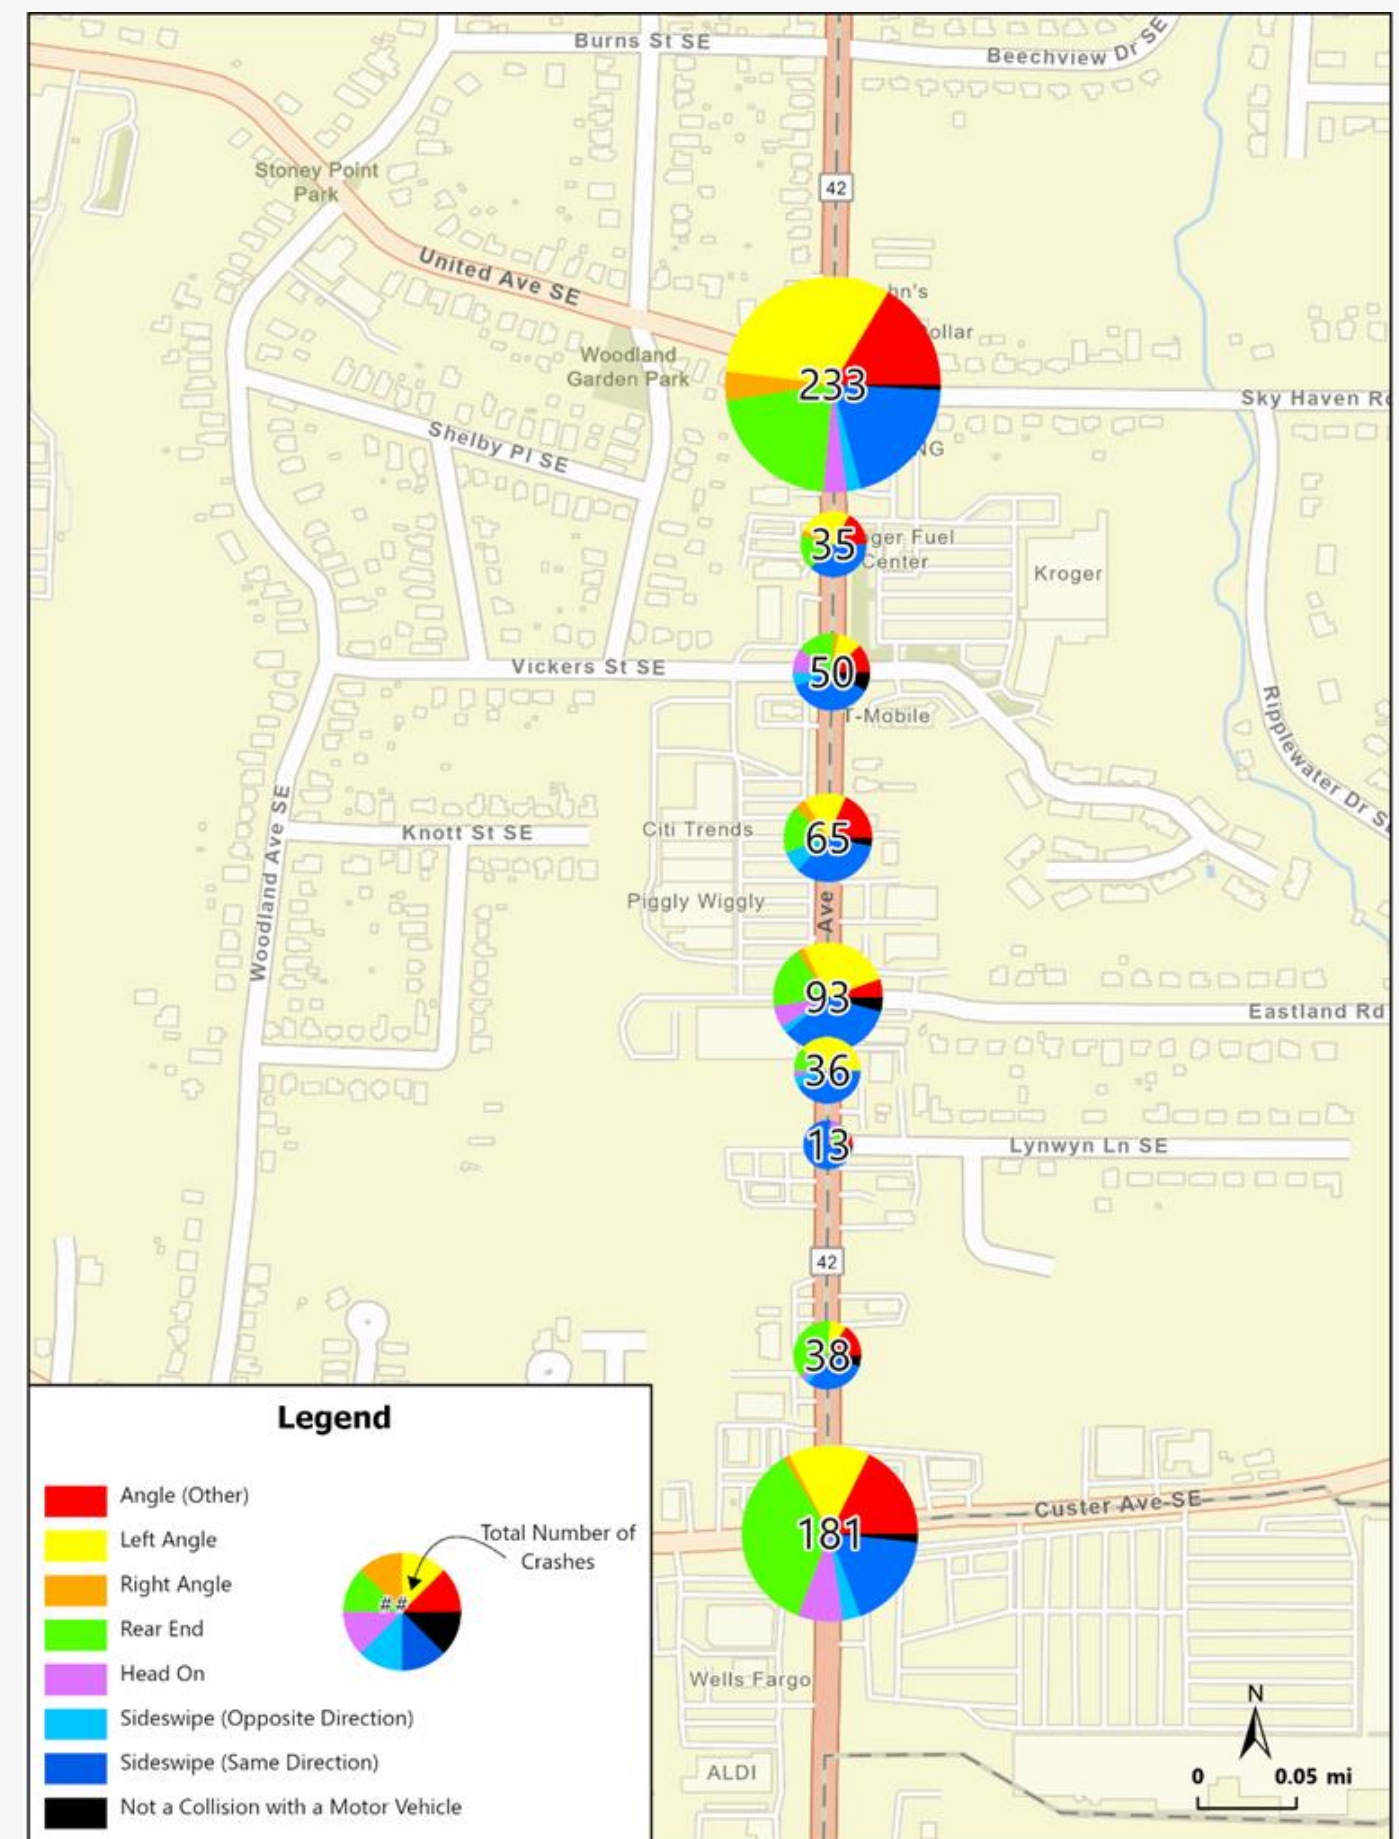 Burns St SE
Beechview Dr SE
42
Stoney Point
Park
United Ave SE
hn's
ollar
Woodland
Garden Park
233
Sky Haven R
NG
Shelby Pl SE
35
ger Fuel
Center
Kroger
Vickers St SE
50
T-Mobile
Ripplewater Dr S
Woodland Ave SE
Knott St SE
Citi Trends
65
Piggly Wiggly
Ave
93
Eastland Rd
36
13
Lynwyn Ln SE
42
38
Custer Ave SE
181
Wells Fargo
ALDI
N
0 0.05 mi
Legend
Angle (Other)
Left Angle
Right Angle
Rear End
Head On
Sideswipe (Opposite Direction)
Sideswipe (Same Direction)
Not a Collision with a Motor Vehicle
Total Number of
Crashes
##